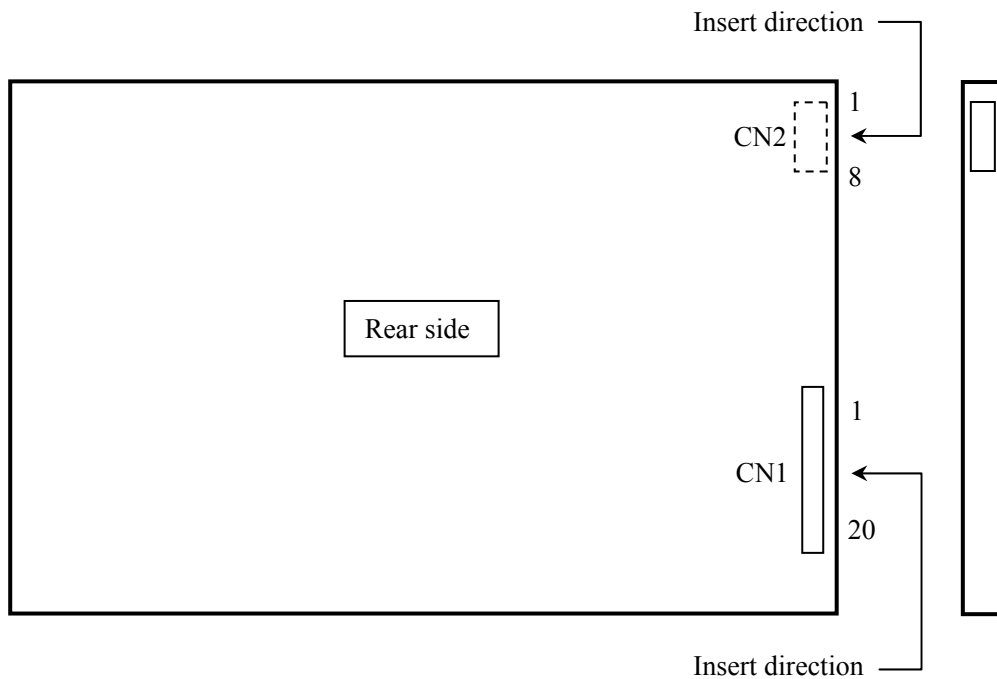 Insert direction
1
CN2
8
Rear side
1
CN1
20
Insert direction